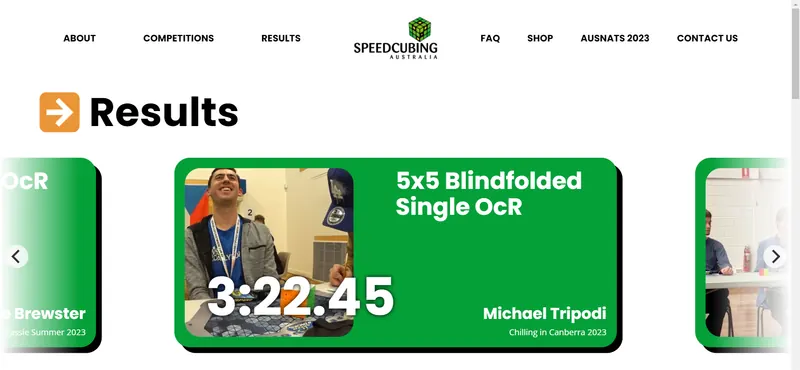 ABOUT COMPETITIONS RESULTS SPEEDCUBING AUSTRALIA FAQ SHOP AUSNATS 2023 CONTACT US
Results
OcR
Brewster
Summer 2023
5x5 Blindfolded
Single OcR
3:22.45
Michael Tripodi
Chilling in Canberra 2023